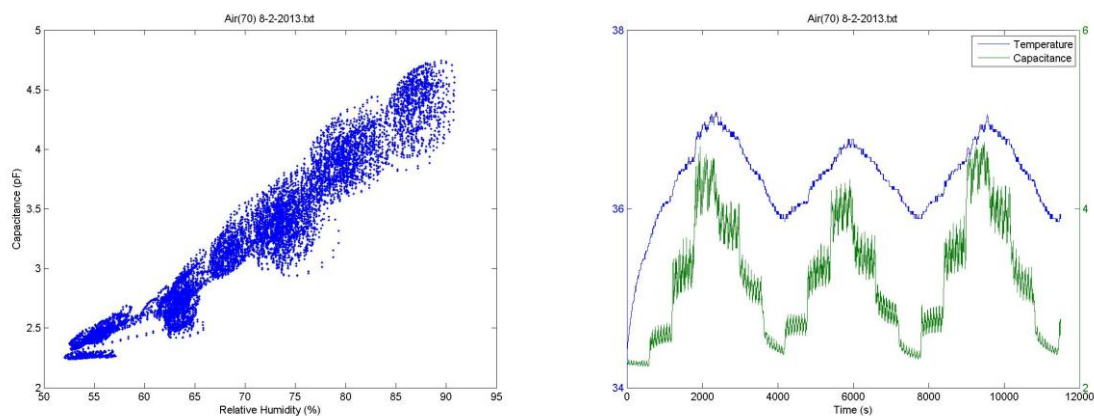 Air(70) 8-2-2013.txt
5
4.5
4
3.5
3
2.5
2
50 55 60 65 70 75 80 85 90 95
Capacitance (pF)
Relative Humidity (%)
Air(70) 8-2-2013.txt
38
36
34
6
4
2
Temperature
Capacitance
0 2000 4000 6000 8000 10000 12000
Time (s)